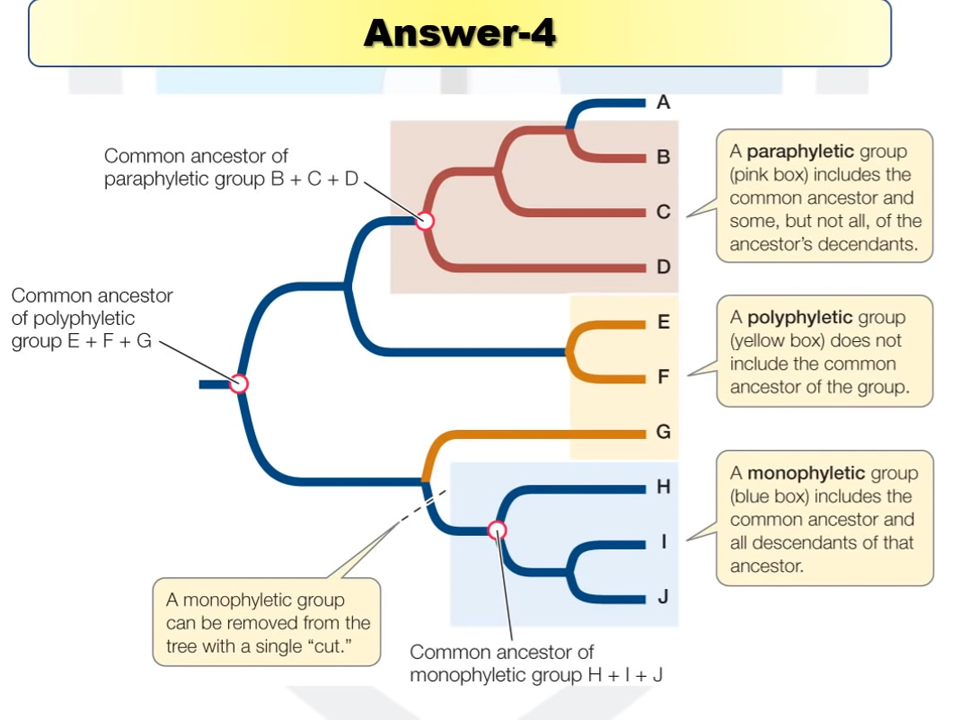 Answer-4
A
Common ancestor of
paraphyletic group B + C + D
B
C
D
A paraphyletic group
(pink box) includes the
common ancestor and
some, but not all, of the
ancestor's decendants.
Common ancestor
of polyphyletic
group E + F + G
E
F
G
A polyphyletic group
(yellow box) does not
include the common
ancestor of the group.
H
I
J
A monophyletic group
(blue box) includes the
common ancestor and
all descendants of that
ancestor.
A monophyletic group
can be removed from the
tree with a single “cut.”
Common ancestor of
monophyletic group H + I + J